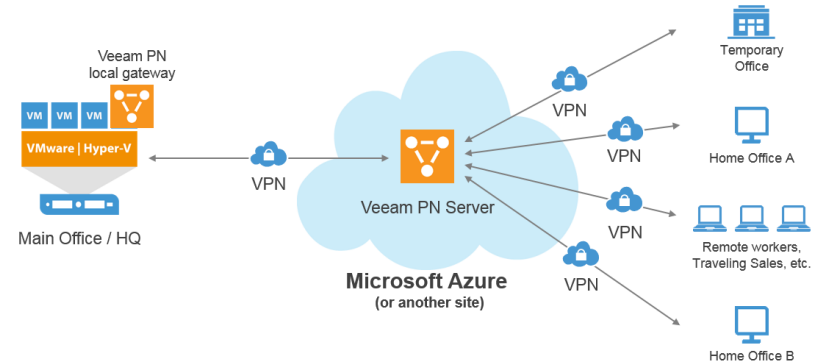 Veeam PN
local gateway
VM VM VM
VMware | Hyper-V
Main Office / HQ
VPN
Veeam PN Server
Microsoft Azure
(or another site)
VPN
VPN
VPN
VPN
Temporary
Office
Home Office A
Remote workers,
Traveling Sales, etc.
Home Office B